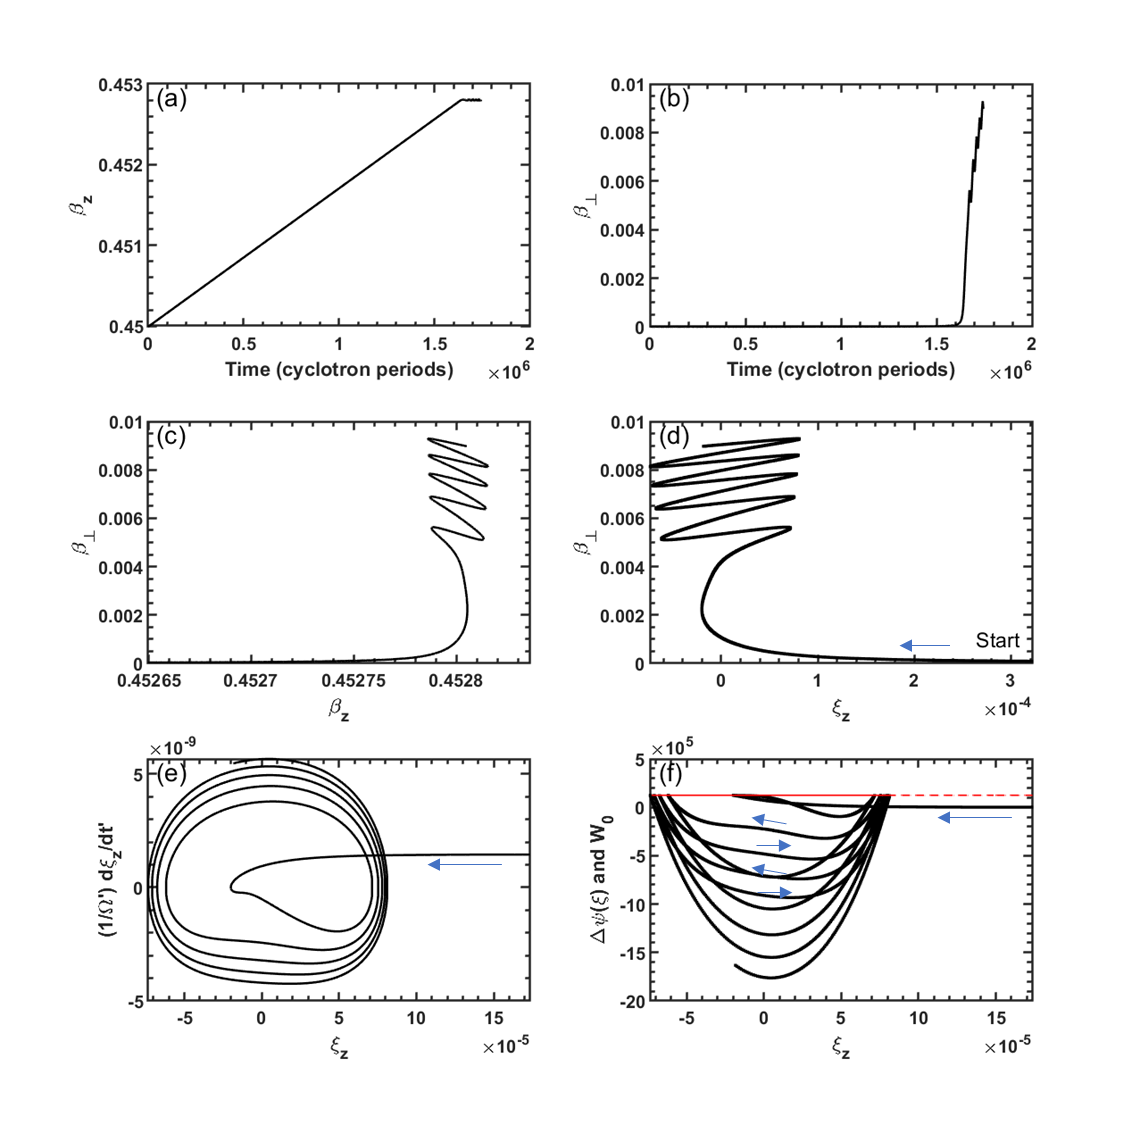 (a)
0.453
0.452
0.451
0.45
β_z
0 0.5 1 1.5 2
Time (cyclotron periods) ×10^6
(b)
0.01
0.008
0.006
0.004
0.002
0
β_⊥
0 0.5 1 1.5 2
Time (cyclotron periods) ×10^6
(c)
0.01
0.008
0.006
0.004
0.002
0
β_⊥
0.45265 0.4527 0.45275 0.4528
β_z
(d)
0.01
0.008
0.006
0.004
0.002
0
β_⊥
Start
0 1 2 3
ξ_z ×10^-4
×10^-9
(e)
5
0
-5
(1/Ω') dξ_z/dt'
-5 0 5 10 15
ξ_z ×10^-5
×10^5
(f)
5
0
-5
-10
-15
-20
Δψ(ξ) and W_0
-5 0 5 10 15
ξ_z ×10^-5